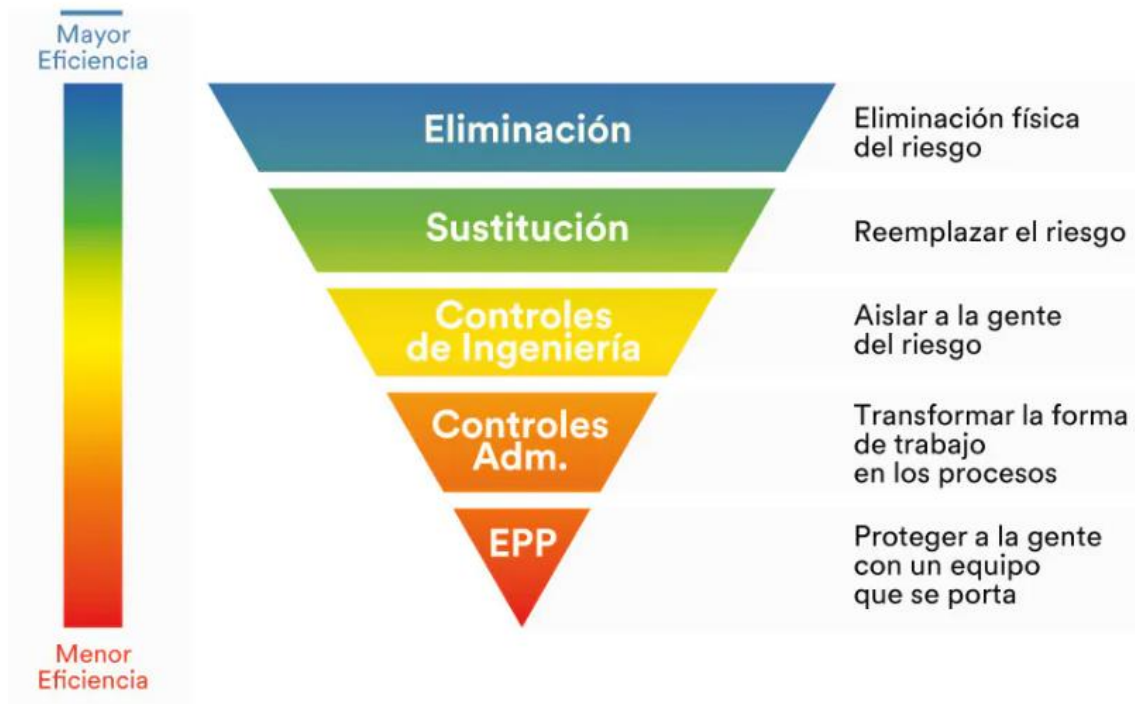 Mayor
Eficiencia
Eliminación
Eliminación física
del riesgo
Sustitución
Reemplazar el riesgo
Controles
de Ingeniería
Aislar a la gente
del riesgo
Controles
Adm.
Transformar la forma
de trabajo
en los procesos
EPP
Proteger a la gente
con un equipo
que se porta
Menor
Eficiencia